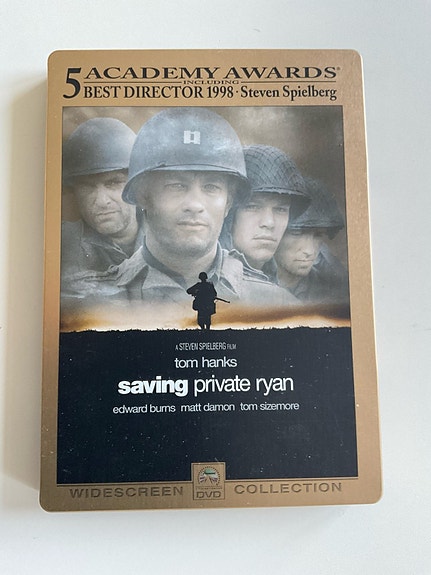 5 ACADEMY AWARDS®
INCLUDING
BEST DIRECTOR 1998 · Steven Spielberg
A STEVEN SPIELBERG FILM
tom hanks
saving private ryan
edward burns matt damon tom sizemore
WIDESCREEN DVD COLLECTION